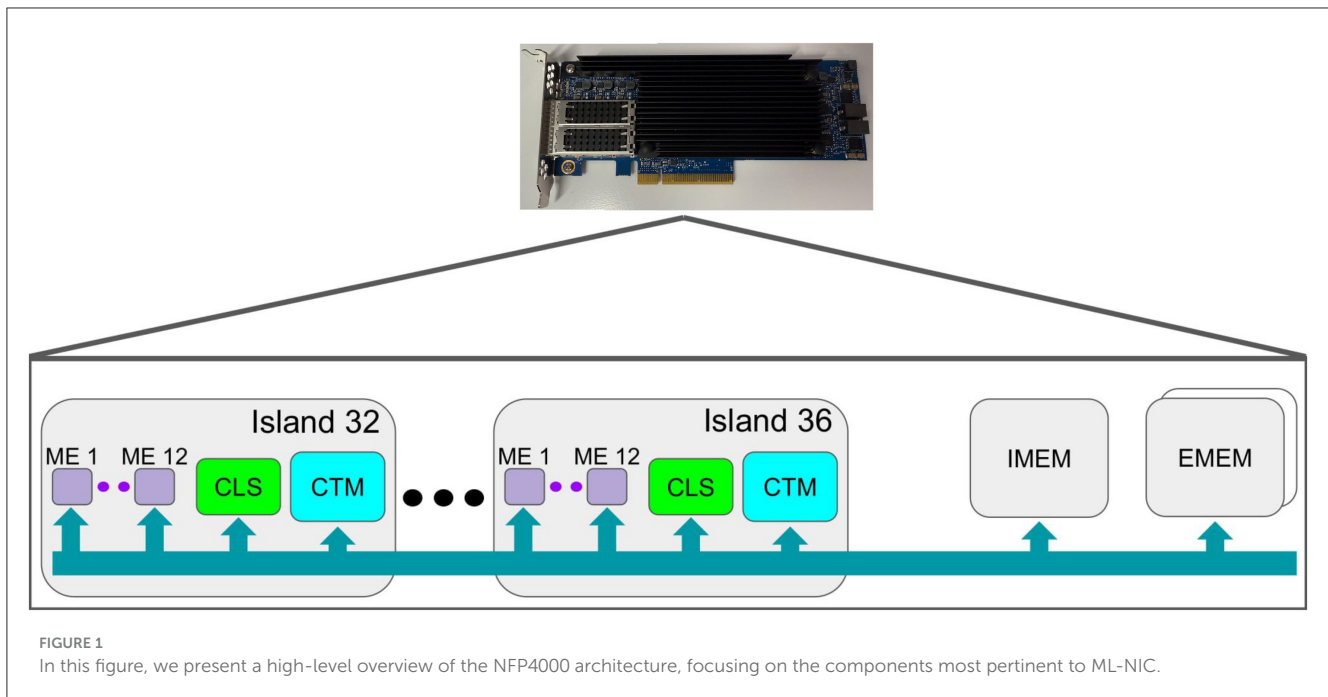 Island 32
Island 36
ME 1 ME 12
CLS
CTM
ME 1 ME 12
CLS
CTM
IMEM
EMEM
FIGURE 1
In this figure, we present a high-level overview of the NFP4000 architecture, focusing on the components most pertinent to ML-NIC.